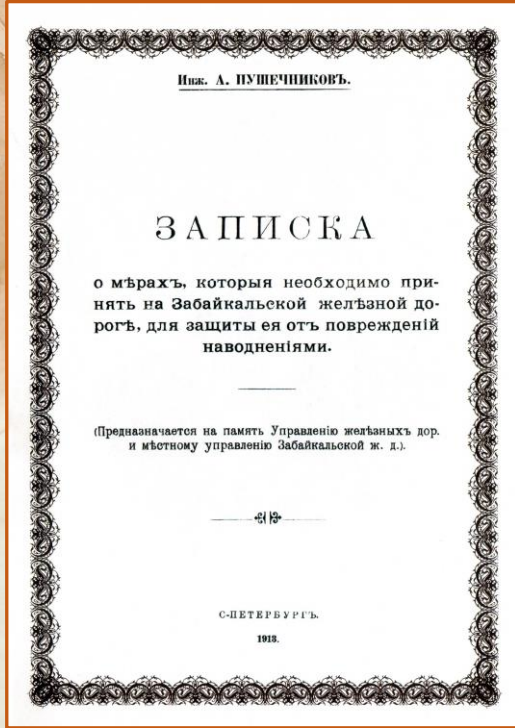 Инж. А. ПУШЕЧНИКОВЪ.
ЗАПИСКА
о мѣрахъ, которыя необходимо при-
нять на Забайкальской желѣзной до-
рогѣ, для защиты ея отъ поврежденій
наводненіями.
(Предназначается на память Управленію желѣзныхъ дор.
и мѣстному управленію Забайкальской ж. д.).
С-ПЕТЕРБУРГЪ.
1913.